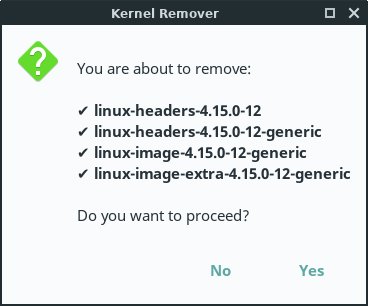 Kernel Remover
You are about to remove:
✔ linux-headers-4.15.0-12
✔ linux-headers-4.15.0-12-generic
✔ linux-image-4.15.0-12-generic
✔ linux-image-extra-4.15.0-12-generic
Do you want to proceed?
No Yes